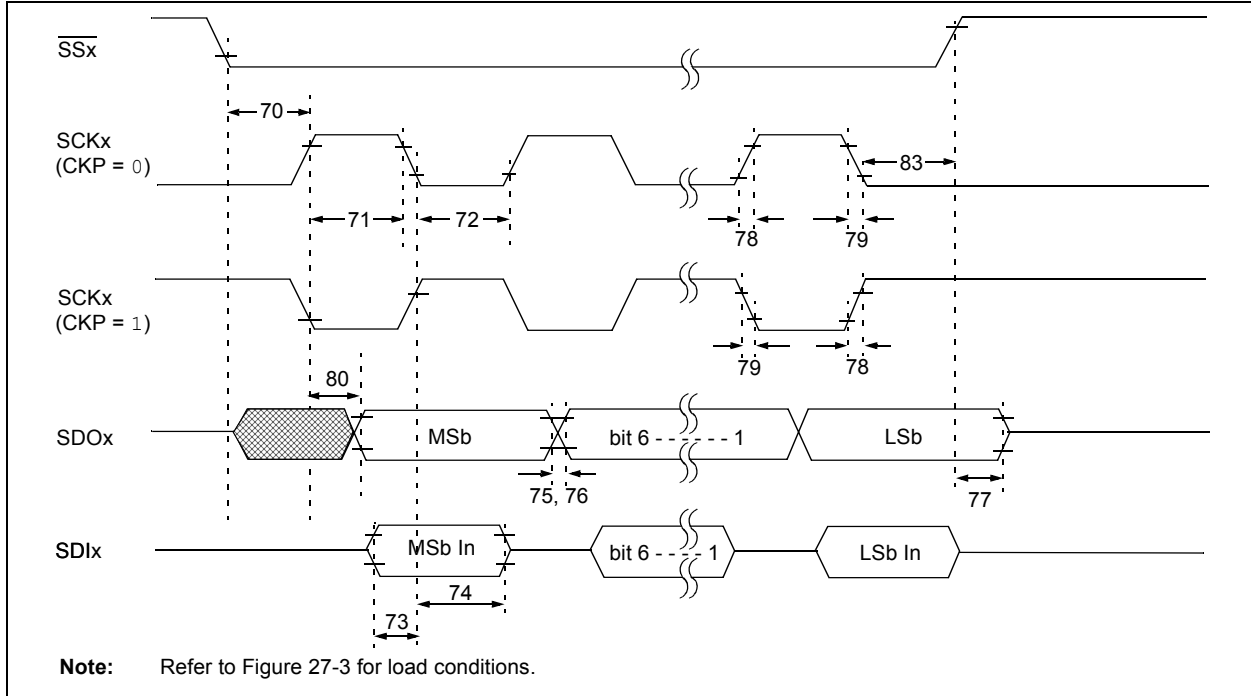 SSx
70
SCKx
(CKP = 0)
83
71
72
78
79
SCKx
(CKP = 1)
79
78
80
SDOx
MSb
bit 6 - - - - - - 1
LSb
75, 76
77
SDIx
MSb In
bit 6 - - - - 1
LSb In
74
73
Note: Refer to Figure 27-3 for load conditions.